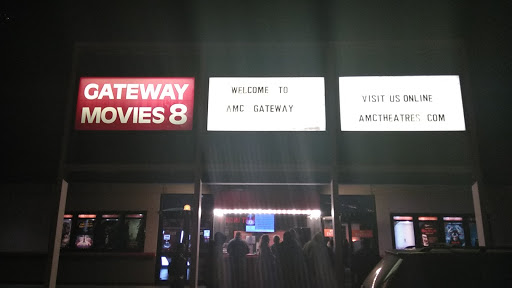 GATEWAY
MOVIES 8
WELCOME TO
AMC GATEWAY
VISIT US ONLINE
AMCTHEATRES COM